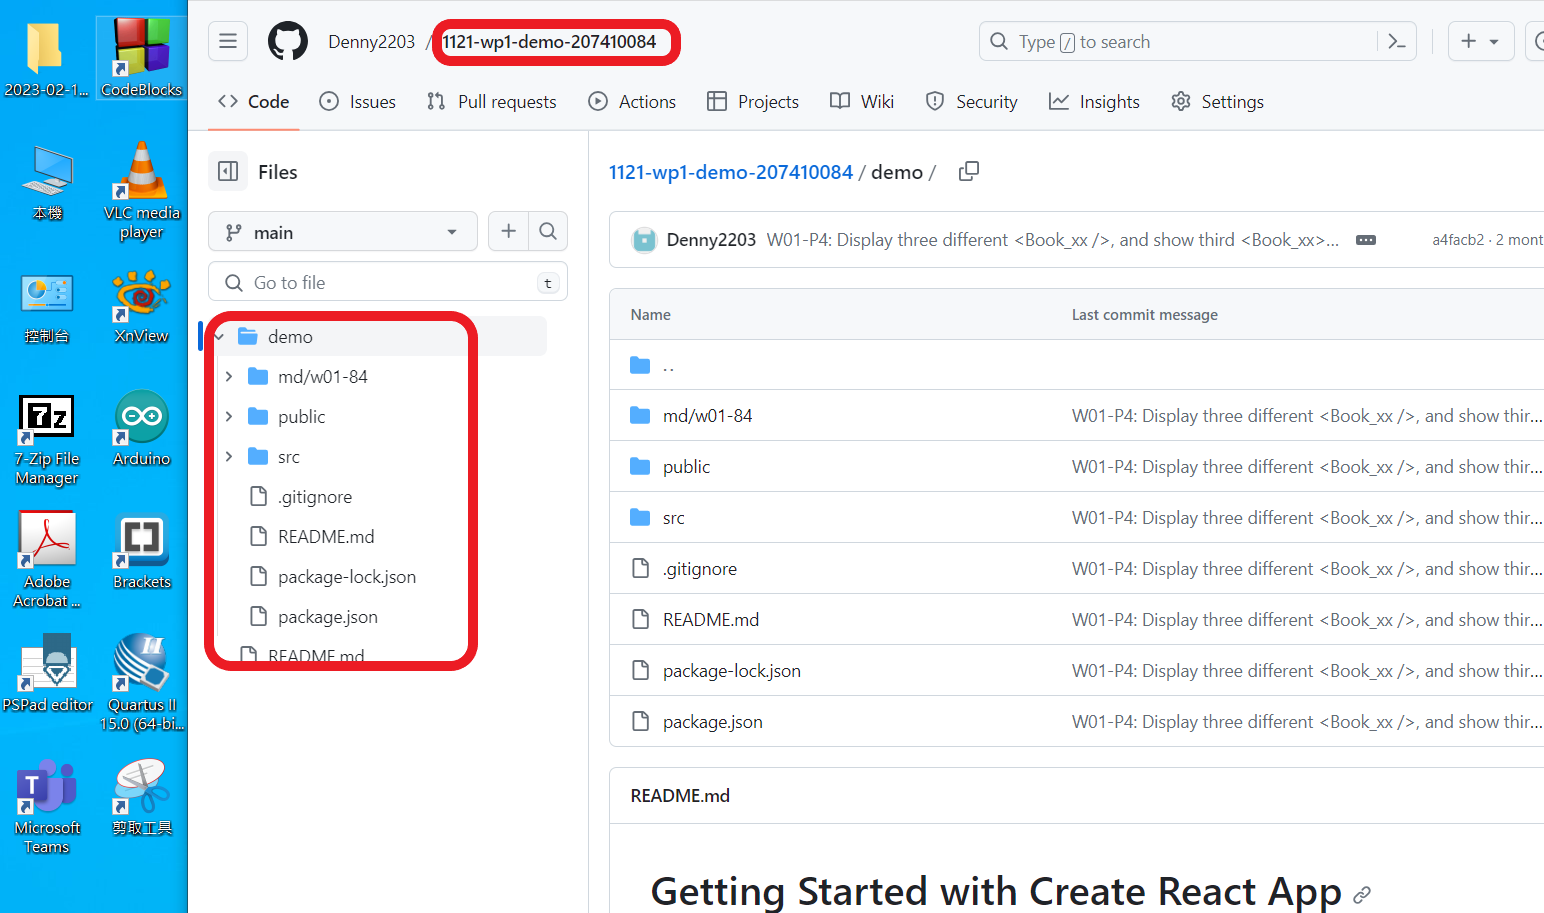 2023-02-1...
CodeBlocks
本機
VLC media
player
控制台
XnView
7-Zip File
Manager
Arduino
Adobe
Acrobat ...
Brackets
PSPad editor
Quartus II
15.0 (64-bi...
Microsoft
Teams
剪取工具
Denny2203 / 1121-wp1-demo-207410084
Type / to search
Code Issues Pull requests Actions Projects Wiki Security Insights Settings
Files
main
Go to file t
demo
md/w01-84
public
src
.gitignore
README.md
package-lock.json
package.json
README.md
1121-wp1-demo-207410084 / demo /
Denny2203 W01-P4: Display three different <Book_xx />, and show third <Book_xx>... a4facb2 · 2 mont
Name Last commit message
..
md/w01-84 W01-P4: Display three different <Book_xx />, and show thir...
public W01-P4: Display three different <Book_xx />, and show thir...
src W01-P4: Display three different <Book_xx />, and show thir...
.gitignore W01-P4: Display three different <Book_xx />, and show thir...
README.md W01-P4: Display three different <Book_xx />, and show thir...
package-lock.json W01-P4: Display three different <Book_xx />, and show thir...
package.json W01-P4: Display three different <Book_xx />, and show thir...
README.md
Getting Started with Create React App